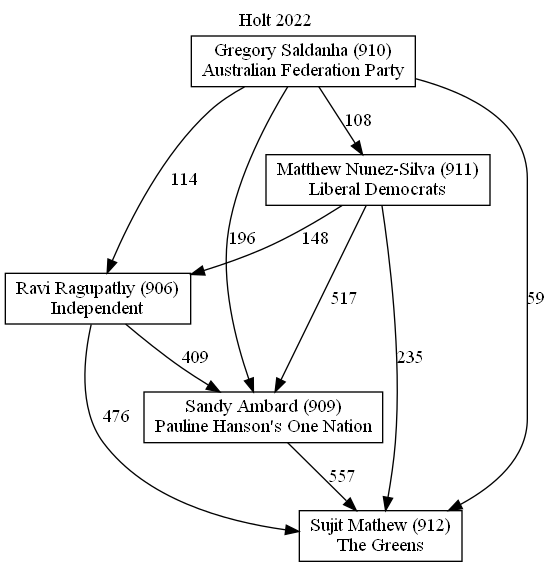 Holt 2022
Gregory Saldanha (910)
Australian Federation Party
108
Matthew Nunez-Silva (911)
Liberal Democrats
114
196
148
Ravi Ragupathy (906)
Independent
517
59
235
409
Sandy Ambard (909)
Pauline Hanson's One Nation
476
557
Sujit Mathew (912)
The Greens